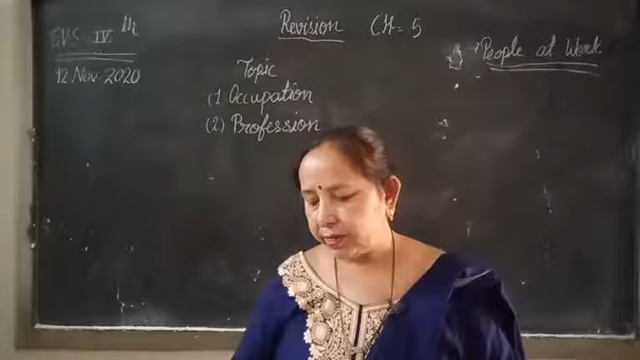 EVS IV th
12 Nov - 2020
Revision CH - 5
People at Work
Topic
(1 Occupation
(2) Profession